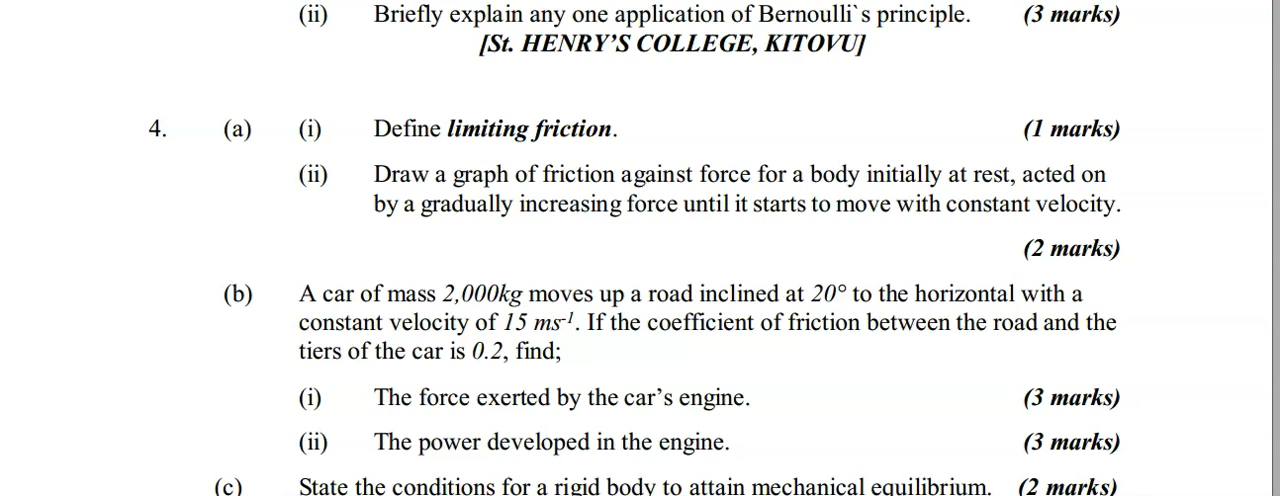 (ii) Briefly explain any one application of Bernoulli`s principle. (3 marks)
[St. HENRY’S COLLEGE, KITOVU]
4. (a) (i) Define limiting friction. (1 marks)
(ii) Draw a graph of friction against force for a body initially at rest, acted on
by a gradually increasing force until it starts to move with constant velocity.
(2 marks)
(b) A car of mass 2,000kg moves up a road inclined at 20° to the horizontal with a
constant velocity of 15 ms⁻¹. If the coefficient of friction between the road and the
tiers of the car is 0.2, find;
(i) The force exerted by the car’s engine. (3 marks)
(ii) The power developed in the engine. (3 marks)
(c) State the conditions for a rigid body to attain mechanical equilibrium. (2 marks)